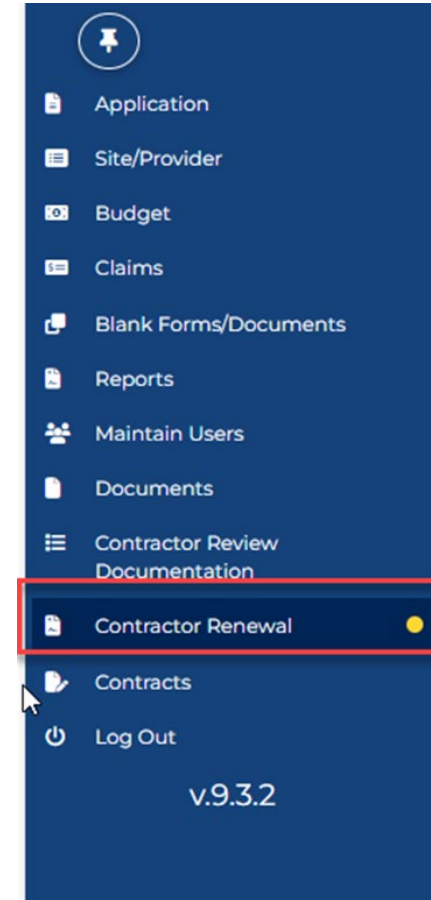 Application
Site/Provider
Budget
Claims
Blank Forms/Documents
Reports
Maintain Users
Documents
Contractor Review
Documentation
Contractor Renewal
Contracts
Log Out
v.9.3.2